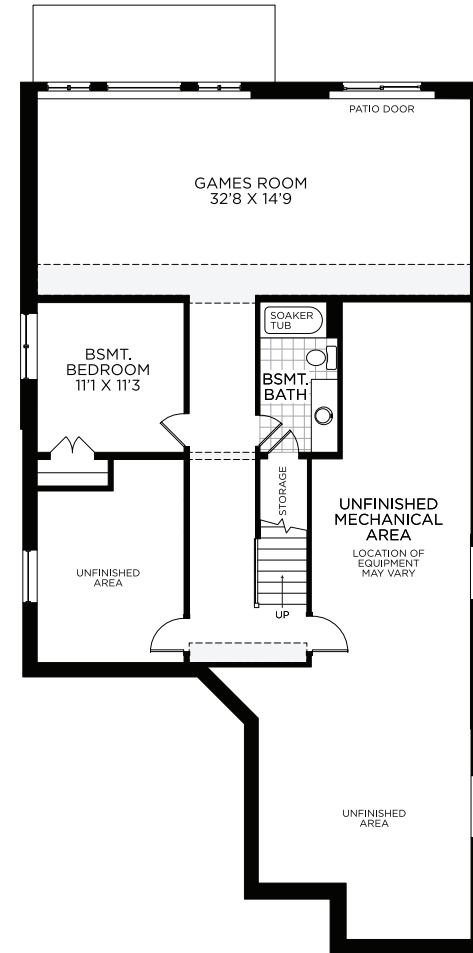 PATIO DOOR
GAMES ROOM
32'8 X 14'9
SOAKER
TUB
BSMT.
BEDROOM
11'1 X 11'3
BSMT.
BATH
STORAGE
UNFINISHED
MECHANICAL
AREA
LOCATION OF
EQUIPMENT
MAY VARY
UNFINISHED
AREA
UP
UNFINISHED
AREA